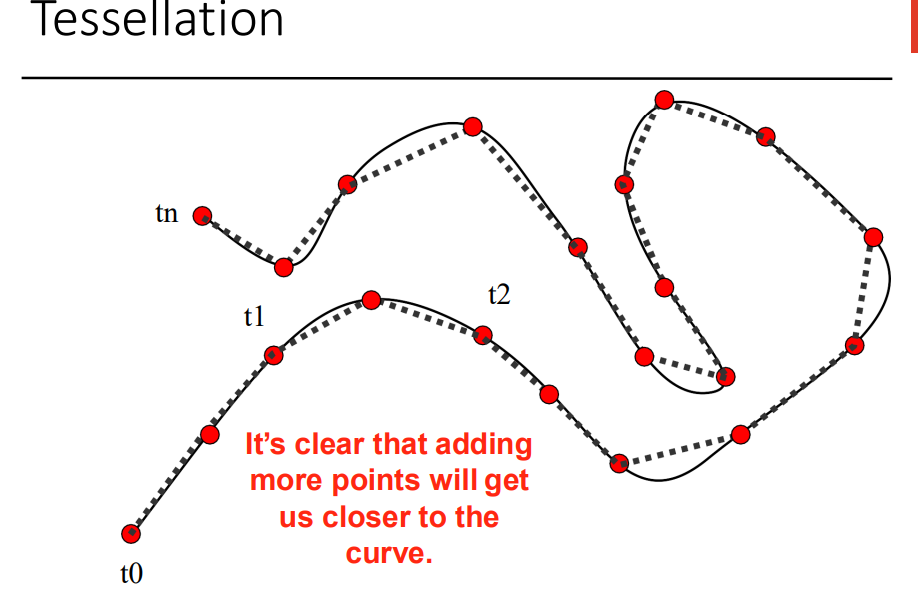 Tessellation
tn
t2
t1
It's clear that adding
more points will get
us closer to the
curve.
t0